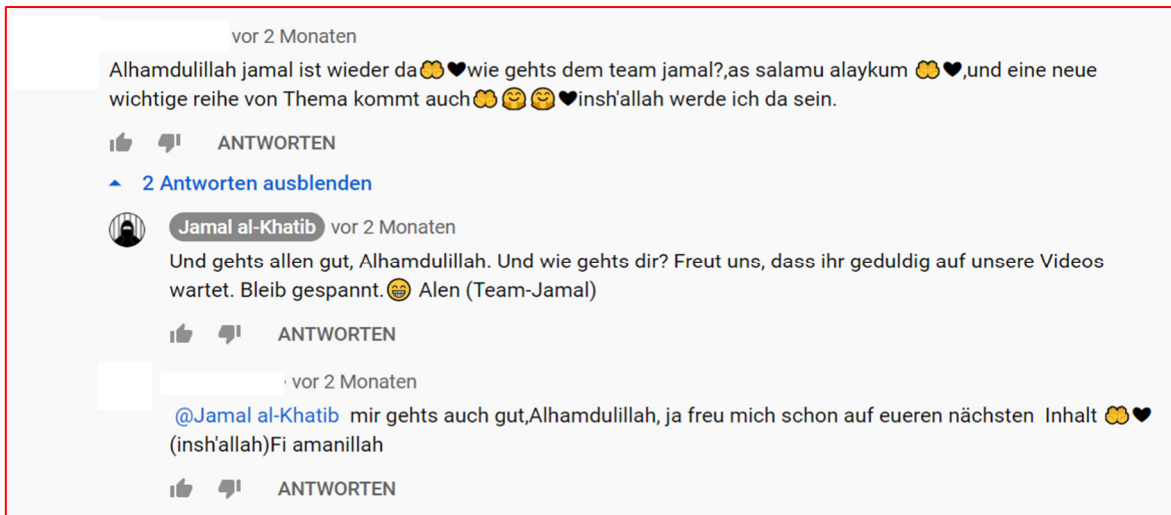 vor 2 Monaten
Alhamdulillah jamal ist wieder da🤲🖤wie gehts dem team jamal?,as salamu alaykum 🤲🖤,und eine neue
wichtige reihe von Thema kommt auch🤲🤗🤗🖤insh'allah werde ich da sein.
ANTWORTEN
2 Antworten ausblenden
Jamal al-Khatib vor 2 Monaten
Und gehts allen gut, Alhamdulillah. Und wie gehts dir? Freut uns, dass ihr geduldig auf unsere Videos
wartet. Bleib gespannt.😁 Alen (Team-Jamal)
ANTWORTEN
vor 2 Monaten
@Jamal al-Khatib mir gehts auch gut,Alhamdulillah, ja freu mich schon auf eueren nächsten Inhalt 🤲🖤
(insh'allah)Fi amanillah
ANTWORTEN